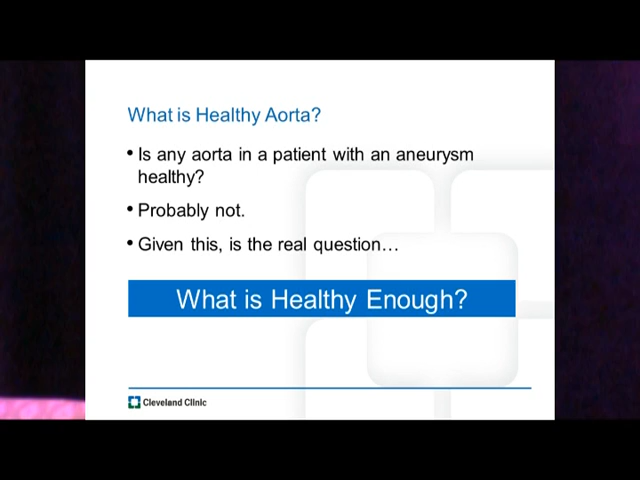 What is Healthy Aorta?
• Is any aorta in a patient with an aneurysm
healthy?
• Probably not.
• Given this, is the real question…
What is Healthy Enough?
Cleveland Clinic